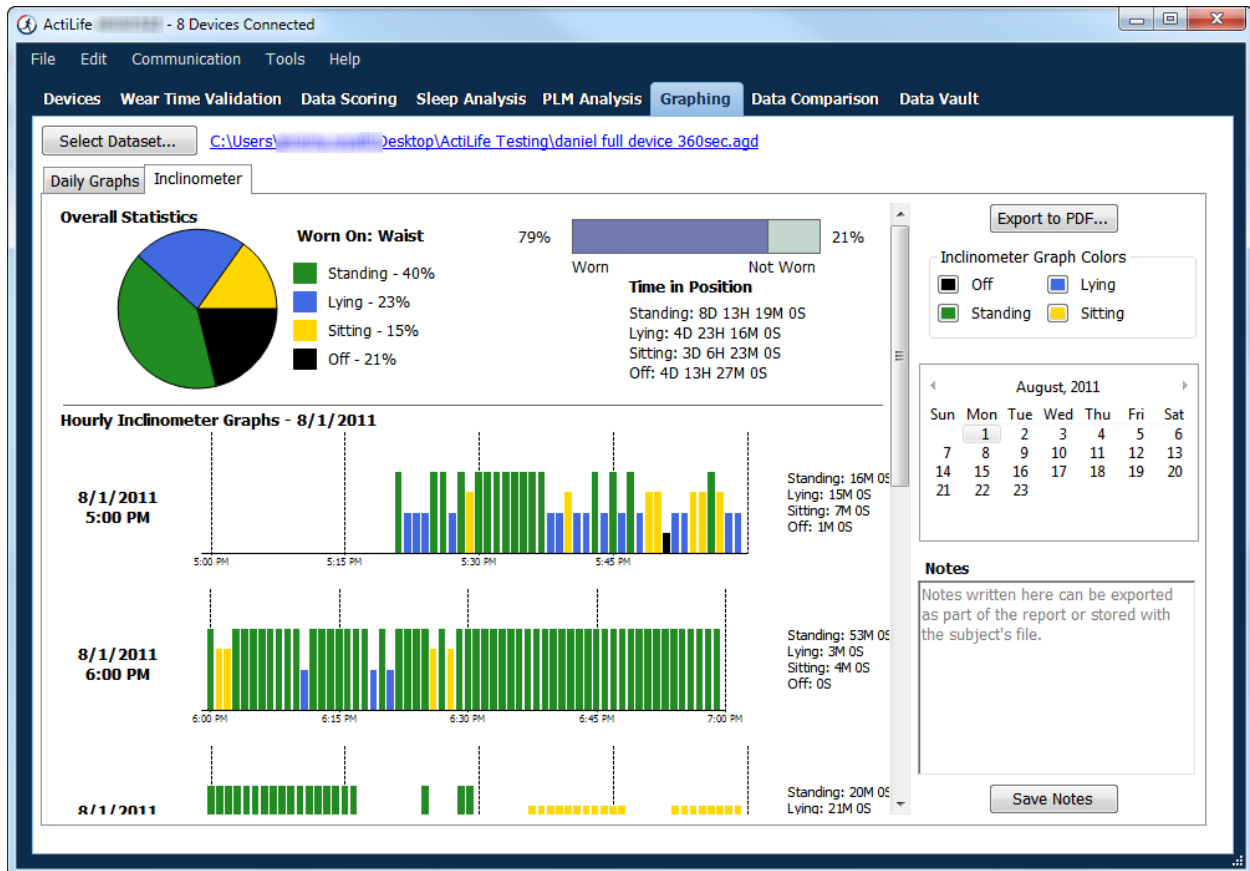 ActiLife - 8 Devices Connected
File Edit Communication Tools Help
Devices Wear Time Validation Data Scoring Sleep Analysis PLM Analysis Graphing Data Comparison Data Vault
Select Dataset... C:\Users\ Desktop\ActiLife Testing\daniel full device 360sec.agd
Daily Graphs Inclinometer
Overall Statistics
Worn On: Waist
Standing - 40%
Lying - 23%
Sitting - 15%
Off - 21%
79% 21%
Worn Not Worn
Time in Position
Standing: 8D 13H 19M 0S
Lying: 4D 23H 16M 0S
Sitting: 3D 6H 23M 0S
Off: 4D 13H 27M 0S
Export to PDF...
Inclinometer Graph Colors
Off Lying
Standing Sitting
August, 2011
Sun Mon Tue Wed Thu Fri Sat
1 2 3 4 5 6
7 8 9 10 11 12 13
14 15 16 17 18 19 20
21 22 23
Hourly Inclinometer Graphs - 8/1/2011
8/1/2011
5:00 PM
5:00 PM 5:15 PM 5:30 PM 5:45 PM
Standing: 16M 0S
Lying: 15M 0S
Sitting: 7M 0S
Off: 1M 0S
8/1/2011
6:00 PM
6:00 PM 6:15 PM 6:30 PM 6:45 PM 7:00 PM
Standing: 53M 0S
Lying: 3M 0S
Sitting: 4M 0S
Off: 0S
8/1/2011
Standing: 20M 0S
Lying: 21M 0S
Notes
Notes written here can be exported
as part of the report or stored with
the subject's file.
Save Notes